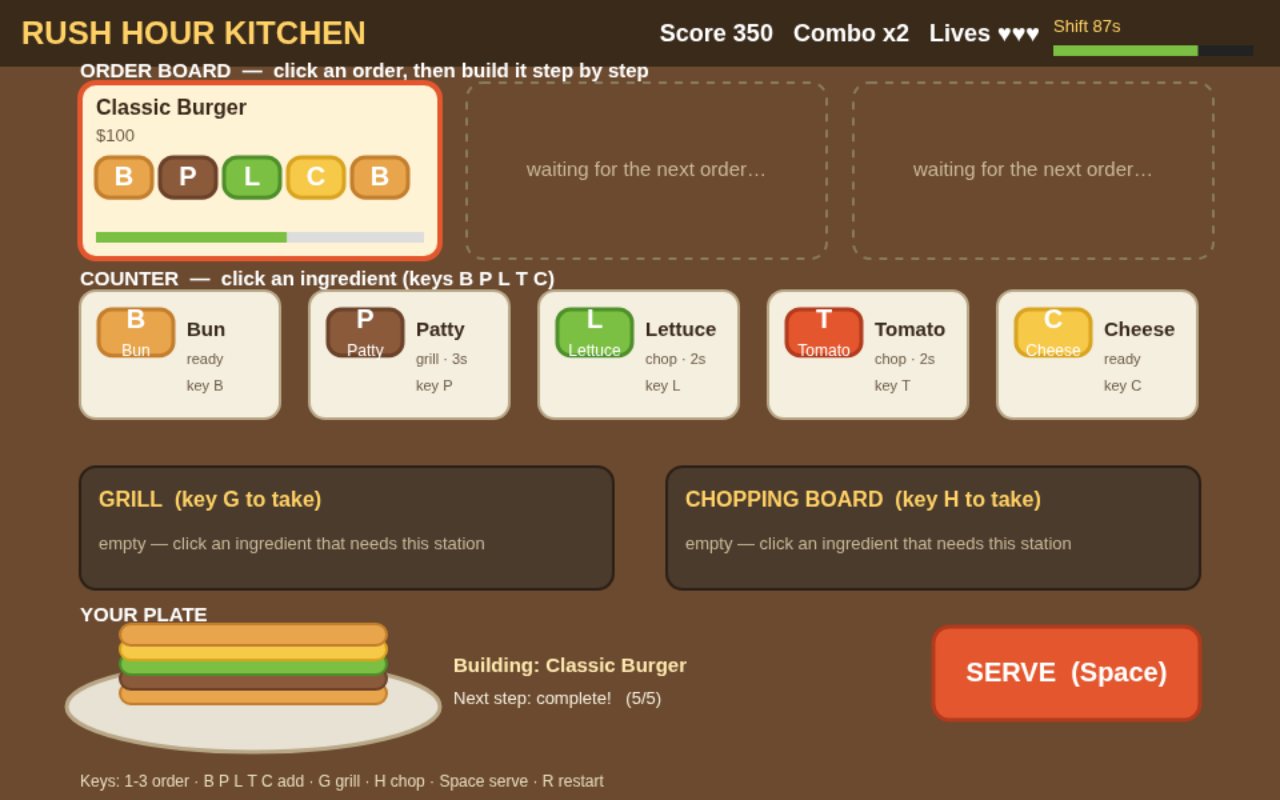 RUSH HOUR KITCHEN
Score 350 Combo x2 Lives ♥♥♥ Shift 87s
ORDER BOARD — click an order, then build it step by step
Classic Burger
$100
B P L C B
waiting for the next order…
waiting for the next order…
COUNTER — click an ingredient (keys B P L T C)
B
Bun
Bun
ready
key B
P
Patty
Patty
grill · 3s
key P
L
Lettuce
Lettuce
chop · 2s
key L
T
Tomato
Tomato
chop · 2s
key T
C
Cheese
Cheese
ready
key C
GRILL (key G to take)
empty — click an ingredient that needs this station
CHOPPING BOARD (key H to take)
empty — click an ingredient that needs this station
YOUR PLATE
Building: Classic Burger
Next step: complete! (5/5)
SERVE (Space)
Keys: 1-3 order · B P L T C add · G grill · H chop · Space serve · R restart